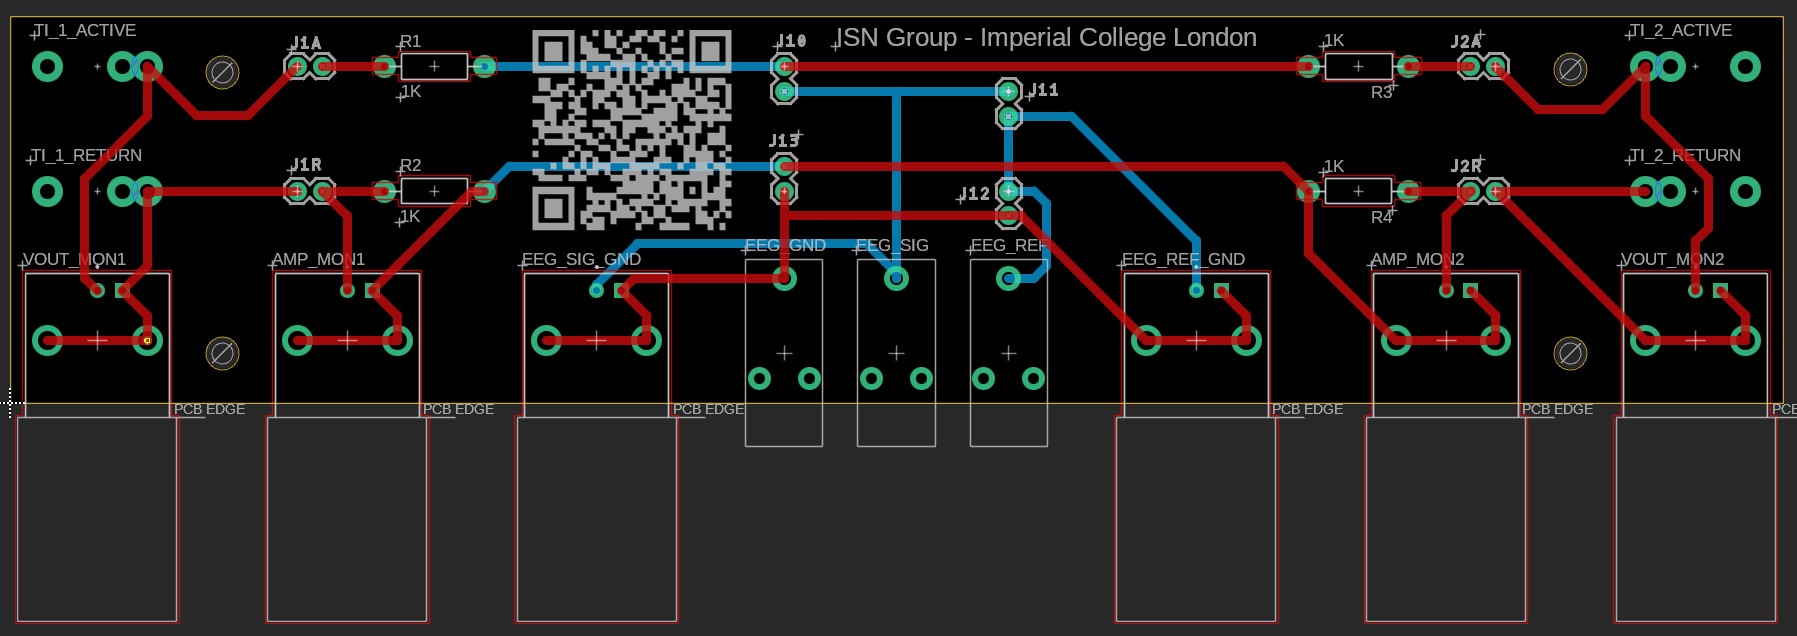 TI_1_ACTIVE
J1A
R1
1K
J10
ISN Group - Imperial College London
1K
J2A
TI_2_ACTIVE
R3
J11
TI_1_RETURN
J1R
R2
1K
J13
J12
1K
J2R
TI_2_RETURN
R4
VOUT_MON1
AMP_MON1
EEG_SIG_GND
EEG_GND
EEG_SIG
EEG_REF
EEG_REF_GND
AMP_MON2
VOUT_MON2
PCB EDGE
PCB EDGE
PCB EDGE
PCB EDGE
PCB EDGE
PCB